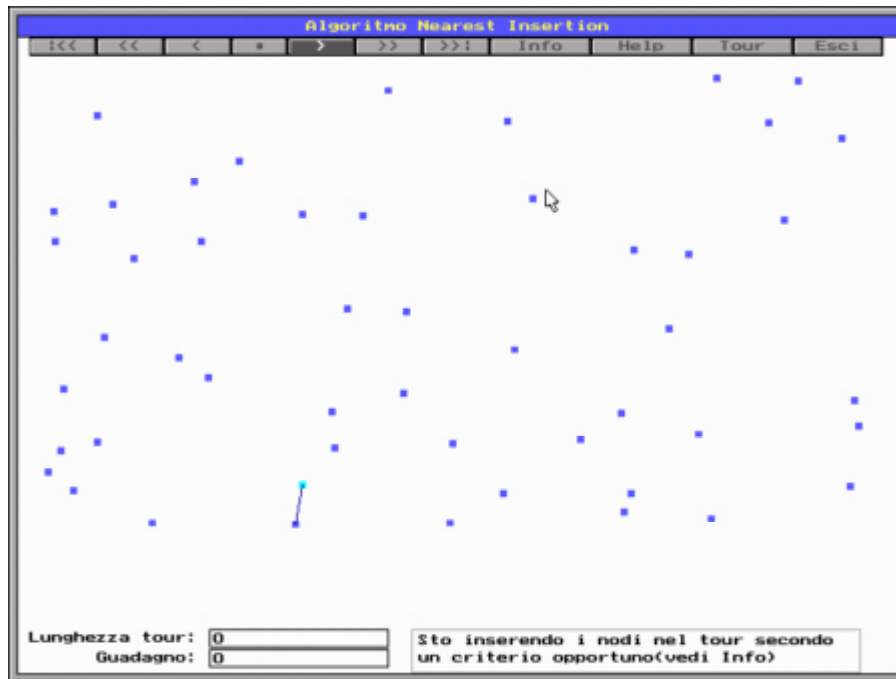 Algoritmo Nearest Insertion
¦<< << < ▪ > >> >>¦ Info Help Tour Esci
Lunghezza tour: 0
Guadagno: 0
Sto inserendo i nodi nel tour secondo
un criterio opportuno(vedi Info)